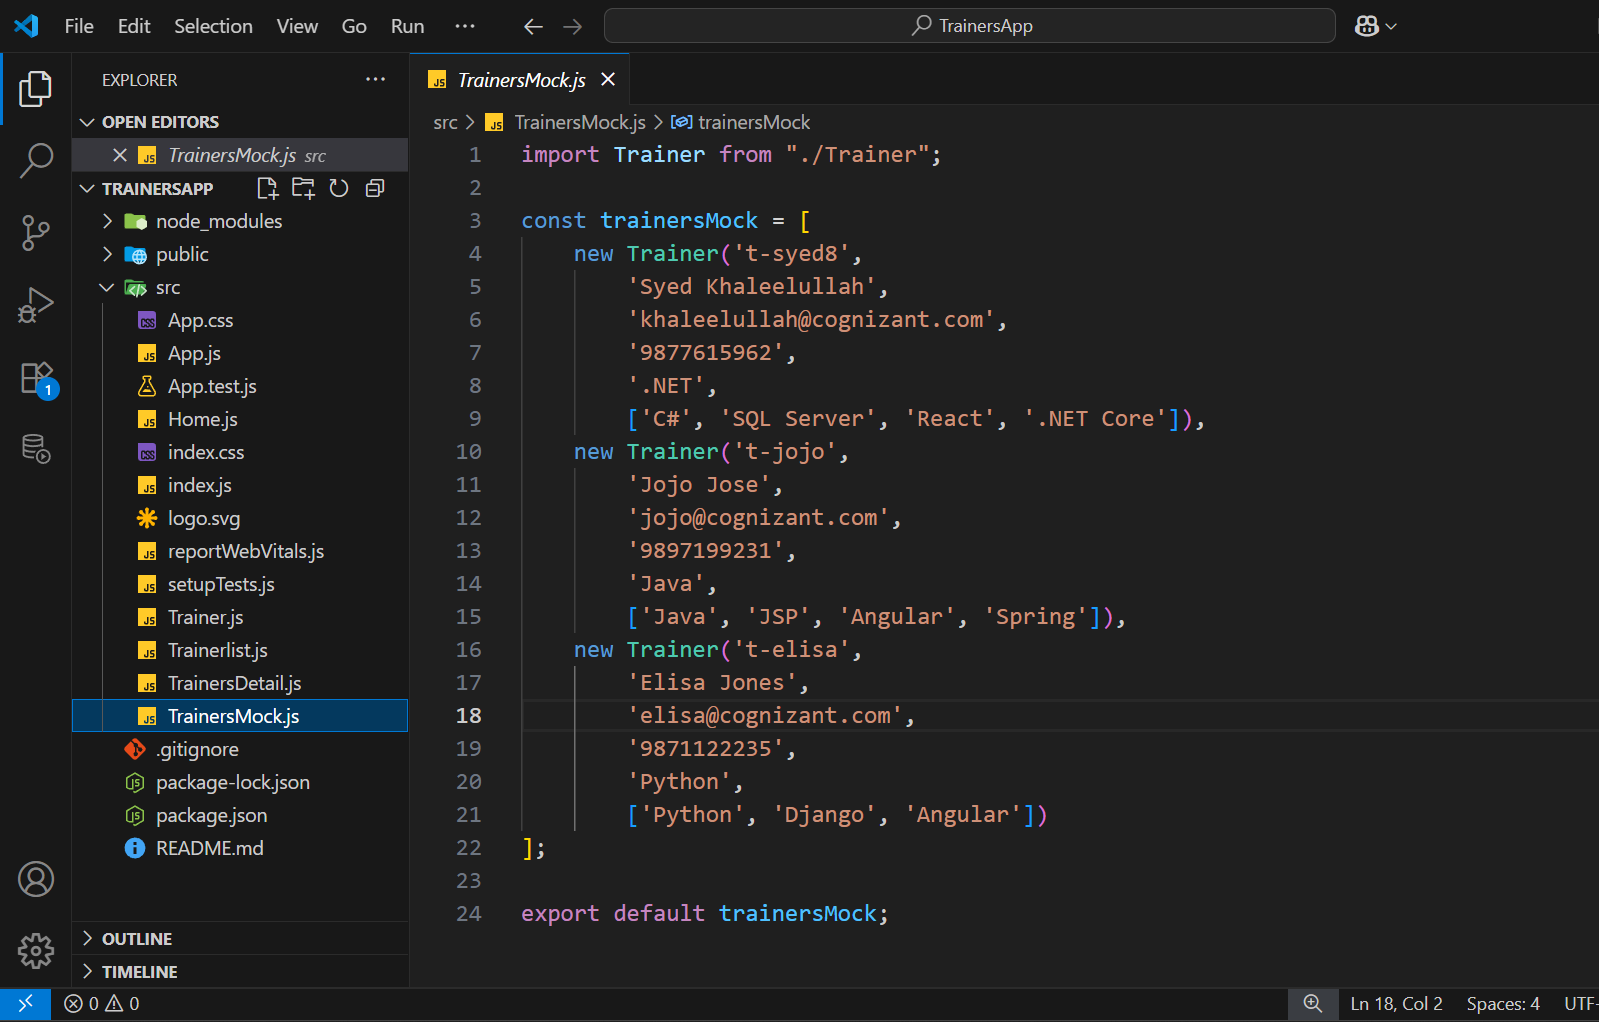 File Edit Selection View Go Run ··· TrainersApp
EXPLORER ···
OPEN EDITORS
TrainersMock.js src
TRAINERSAPP
node_modules
public
src
App.css
App.js
App.test.js
Home.js
index.css
index.js
logo.svg
reportWebVitals.js
setupTests.js
Trainer.js
Trainerlist.js
TrainersDetail.js
TrainersMock.js
.gitignore
package-lock.json
package.json
README.md
OUTLINE
TIMELINE
1
TrainersMock.js
src > JS TrainersMock.js > trainersMock
1 import Trainer from "./Trainer";
2
3 const trainersMock = [
4     new Trainer('t-syed8',
5         'Syed Khaleelullah',
6         'khaleelullah@cognizant.com',
7         '9877615962',
8         '.NET',
9         ['C#', 'SQL Server', 'React', '.NET Core']),
10     new Trainer('t-jojo',
11         'Jojo Jose',
12         'jojo@cognizant.com',
13         '9897199231',
14         'Java',
15         ['Java', 'JSP', 'Angular', 'Spring']),
16     new Trainer('t-elisa',
17         'Elisa Jones',
18         'elisa@cognizant.com',
19         '9871122235',
20         'Python',
21         ['Python', 'Django', 'Angular'])
22 ];
23
24 export default trainersMock;
0 0 Ln 18, Col 2 Spaces: 4 UTF-